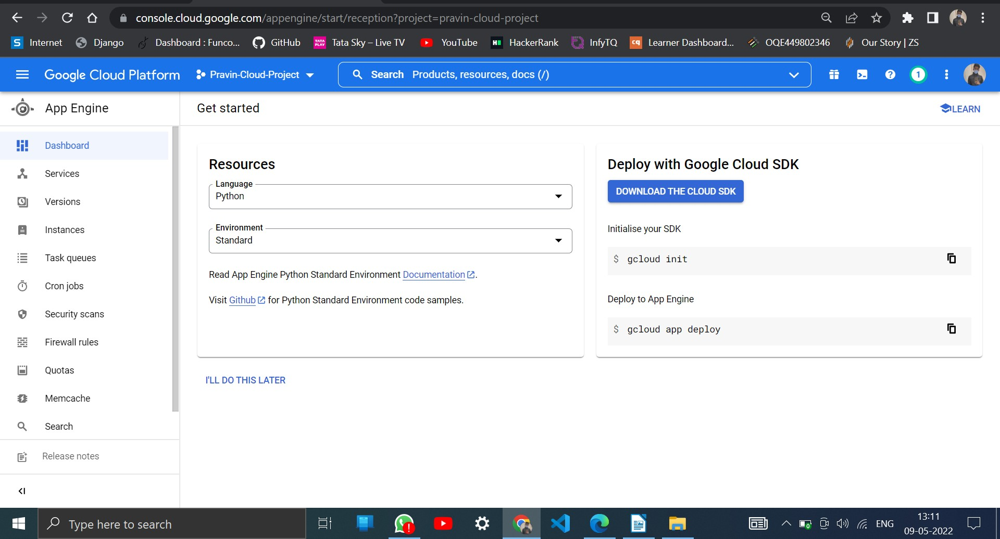 console.cloud.google.com/appengine/start/reception?project=pravin-cloud-project
S Internet Django Dashboard : Funco... GitHub TATA PLAY Tata Sky – Live TV YouTube H HackerRank InfyTQ cq Learner Dashboard... OQE449802346 Our Story | ZS
Google Cloud Platform Pravin-Cloud-Project Search Products, resources, docs (/) ? 1
App Engine
Get started
LEARN
Dashboard
Services
Versions
Instances
Task queues
Cron jobs
Security scans
Firewall rules
Quotas
Memcache
Search
Release notes
Resources
Language
Python
Environment
Standard
Read App Engine Python Standard Environment Documentation.
Visit Github for Python Standard Environment code samples.
I'LL DO THIS LATER
Deploy with Google Cloud SDK
DOWNLOAD THE CLOUD SDK
Initialise your SDK
$ gcloud init
Deploy to App Engine
$ gcloud app deploy
Type here to search
ENG
13:11
09-05-2022